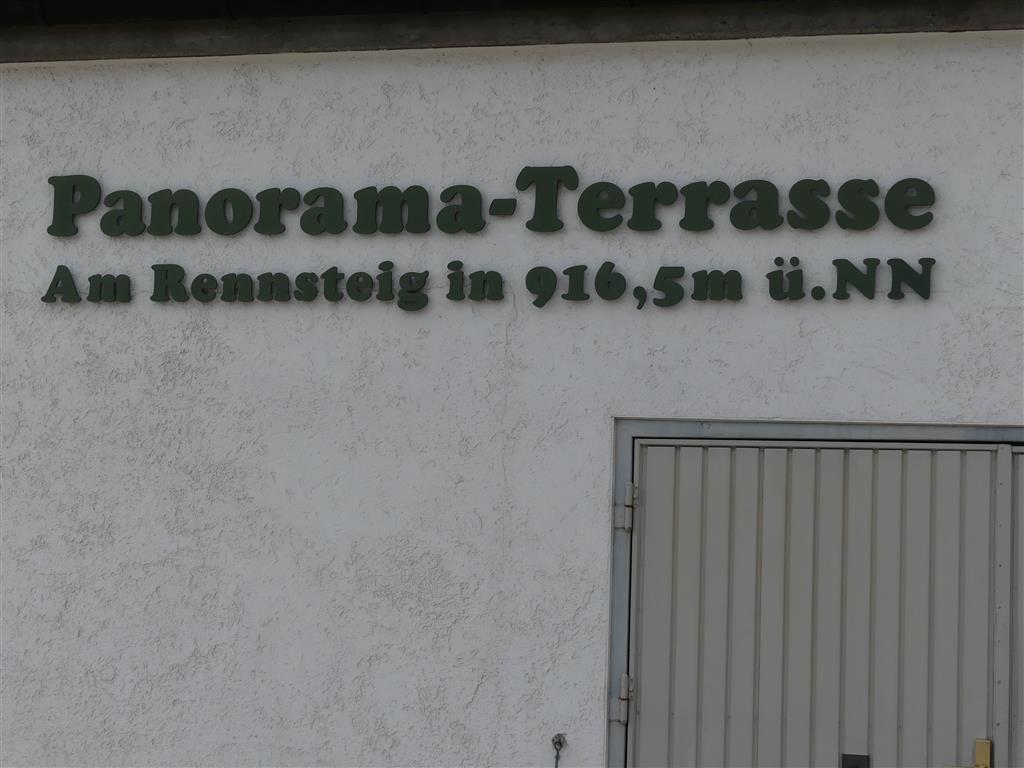 Panorama-Terrasse
Am Rennsteig in 916,5m ü.NN